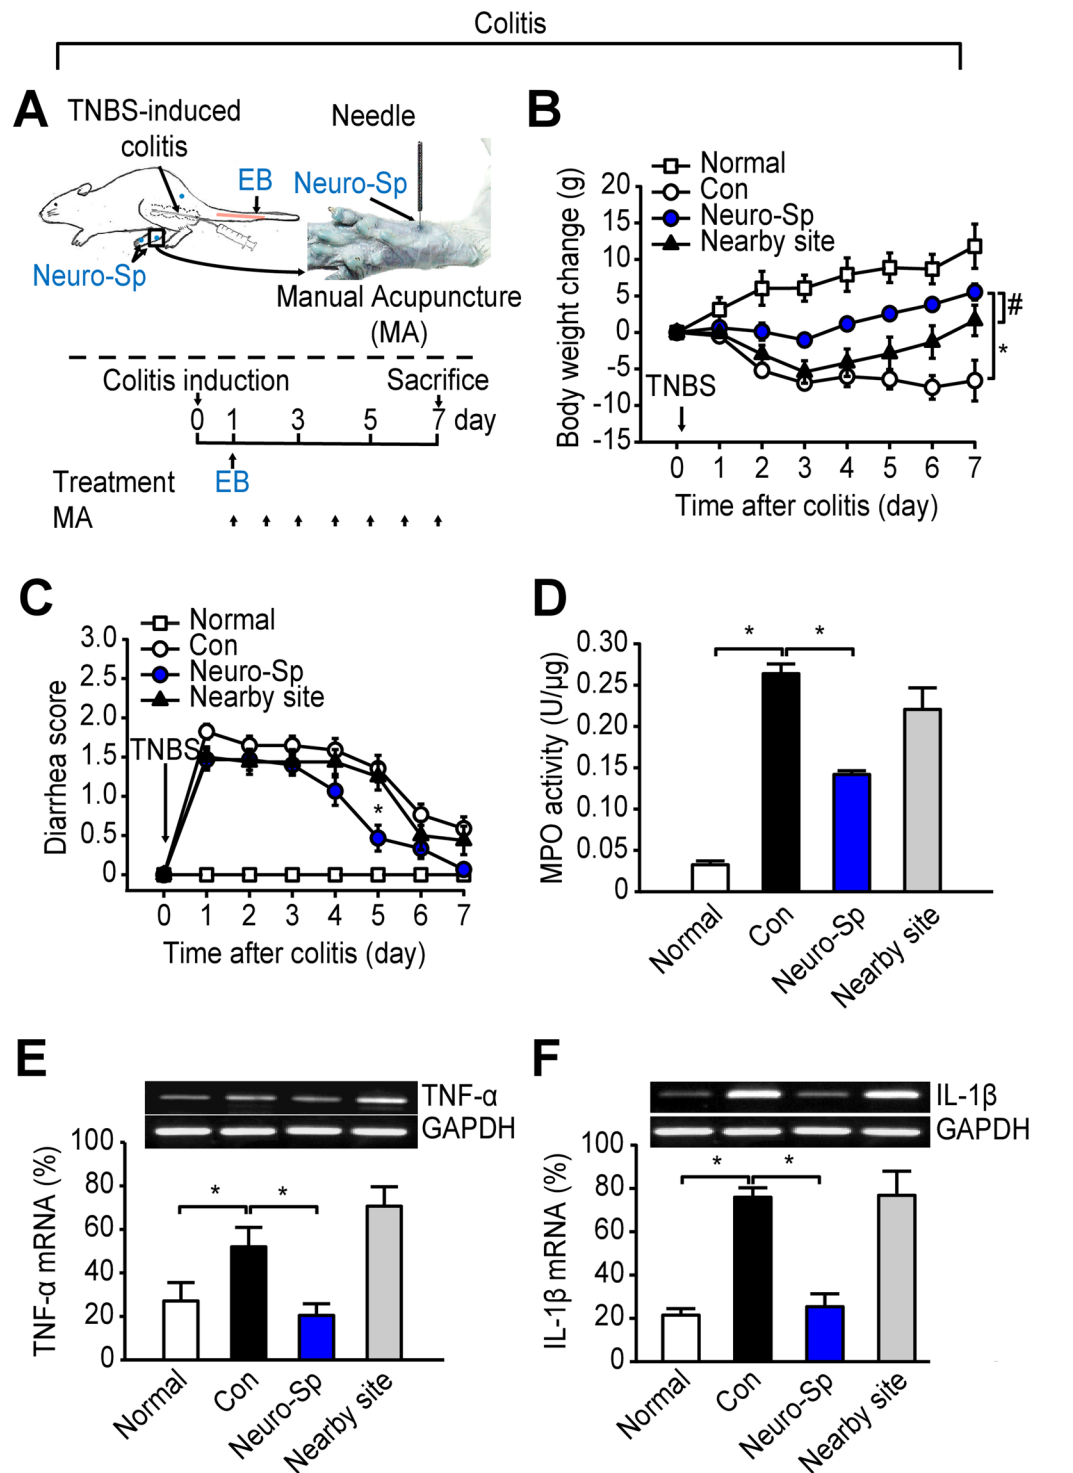 Colitis
A
TNBS-induced
colitis
Needle
EB
Neuro-Sp
Neuro-Sp
Manual Acupuncture
(MA)
Colitis induction
Sacrifice
0 1 3 5 7 day
Treatment
EB
MA
B
Normal
Con
Neuro-Sp
Nearby site
Body weight change (g)
20
15
10
5
0
-5
-10
-15
TNBS
#
*
0 1 2 3 4 5 6 7
Time after colitis (day)
C
Normal
Con
Neuro-Sp
Nearby site
Diarrhea score
3.0
2.5
2.0
1.5
1.0
0.5
0
TNBS
*
0 1 2 3 4 5 6 7
Time after colitis (day)
D
MPO activity (U/µg)
0.30
0.25
0.20
0.15
0.10
0.05
0
* *
Normal
Con
Neuro-Sp
Nearby site
E
TNF-α
GAPDH
TNF-α mRNA (%)
100
80
60
40
20
0
* *
Normal
Con
Neuro-Sp
Nearby site
F
IL-1β
GAPDH
IL-1β mRNA (%)
100
80
60
40
20
0
* *
Normal
Con
Neuro-Sp
Nearby site